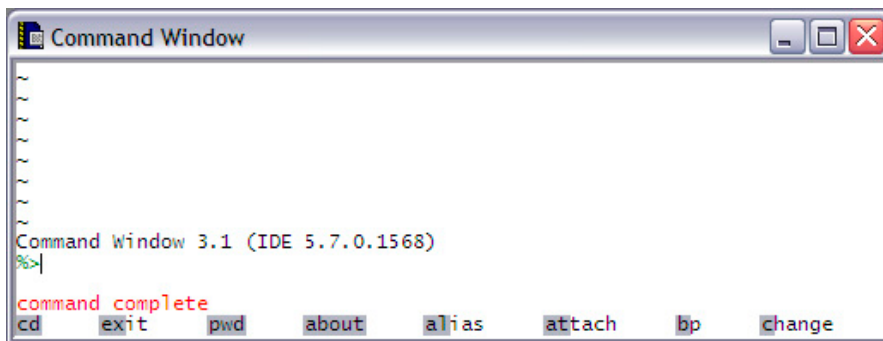 Command Window
~
~
~
~
~
~
~
~
Command Window 3.1 (IDE 5.7.0.1568)
%>
command complete
cd exit pwd about alias attach bp change